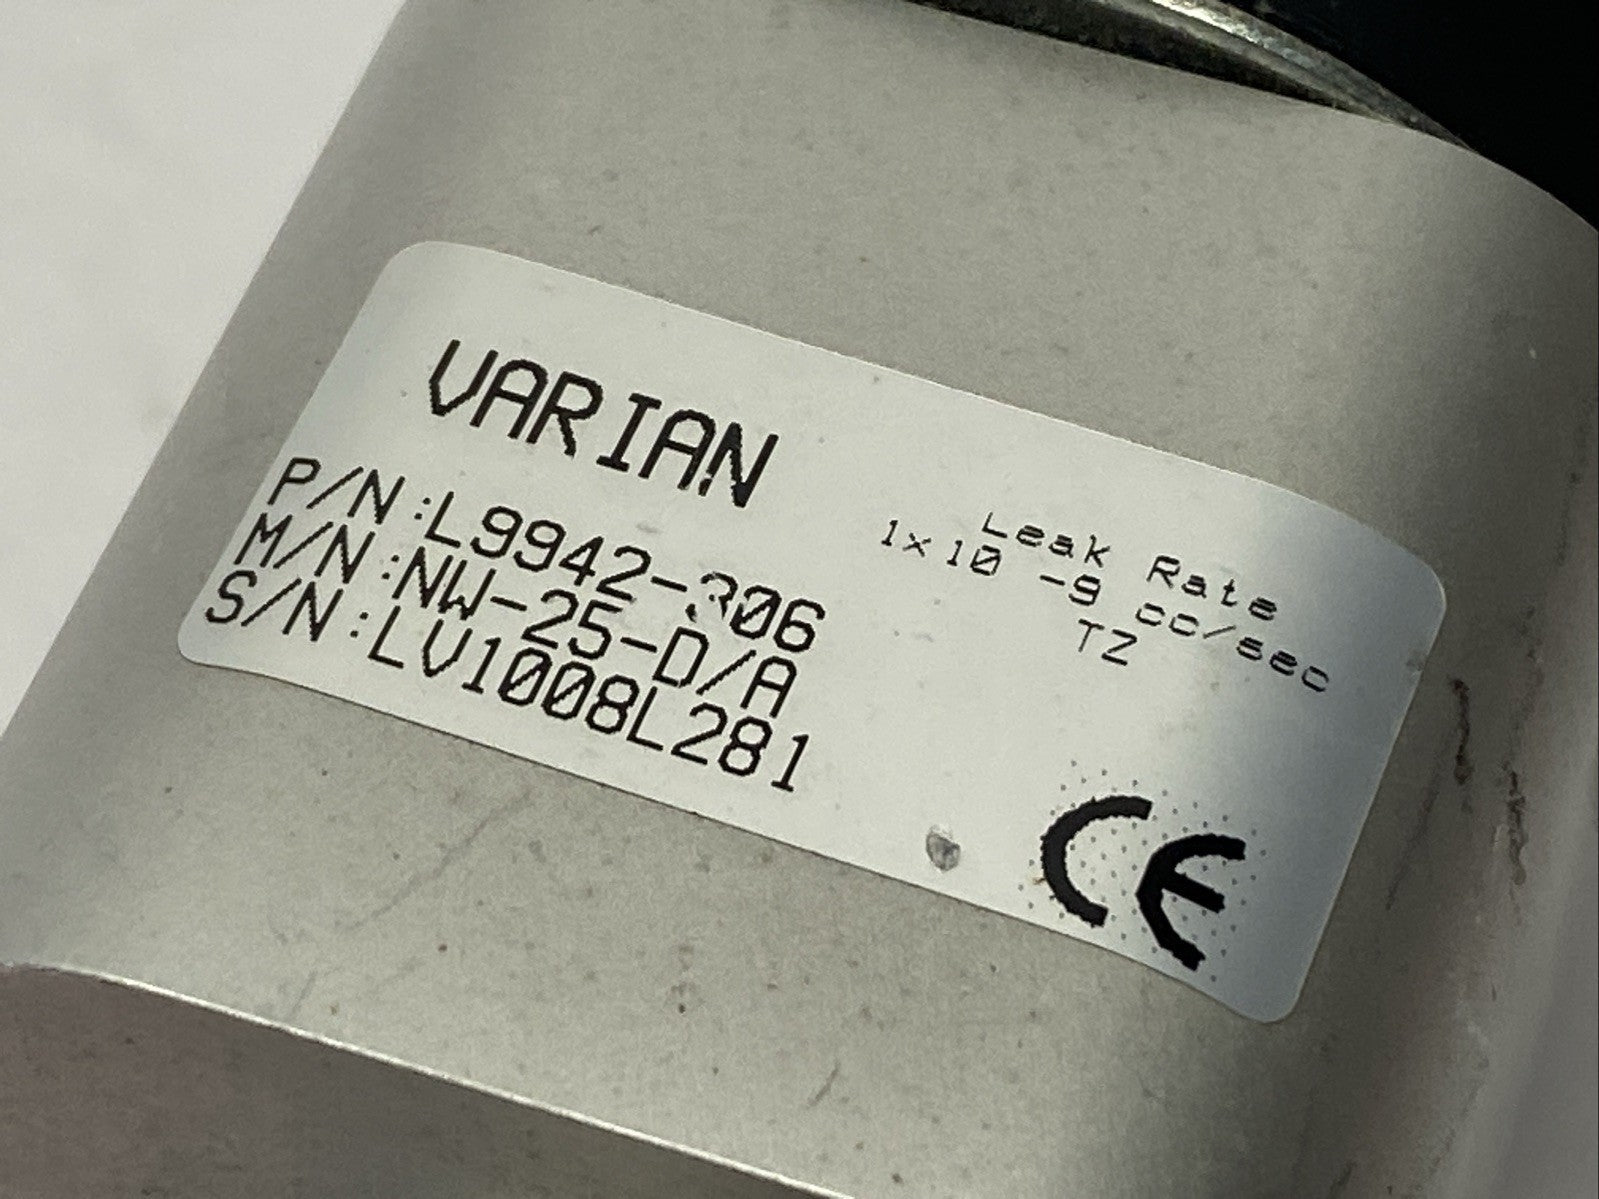 VARIAN
P/N:L9942-306
M/N:NW-25-D/A
S/N:LV1008L281
Leak Rate
1x10 -9 cc/sec
TZ
CE